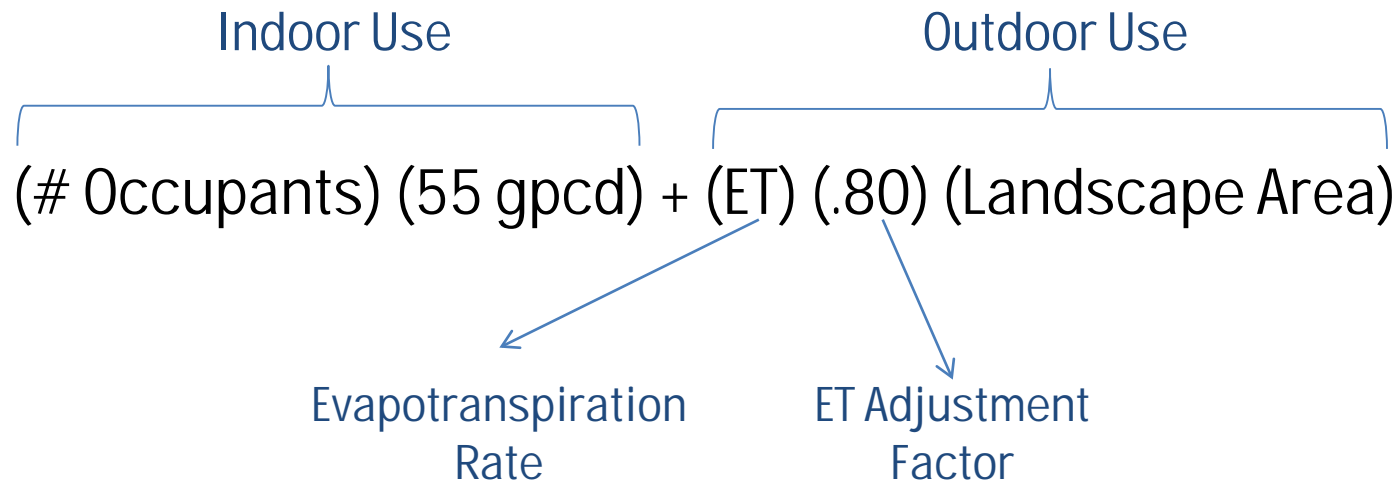 Indoor Use Outdoor Use
(# Occupants) (55 gpcd) + (ET) (.80) (Landscape Area)
Evapotranspiration ET Adjustment
Rate Factor